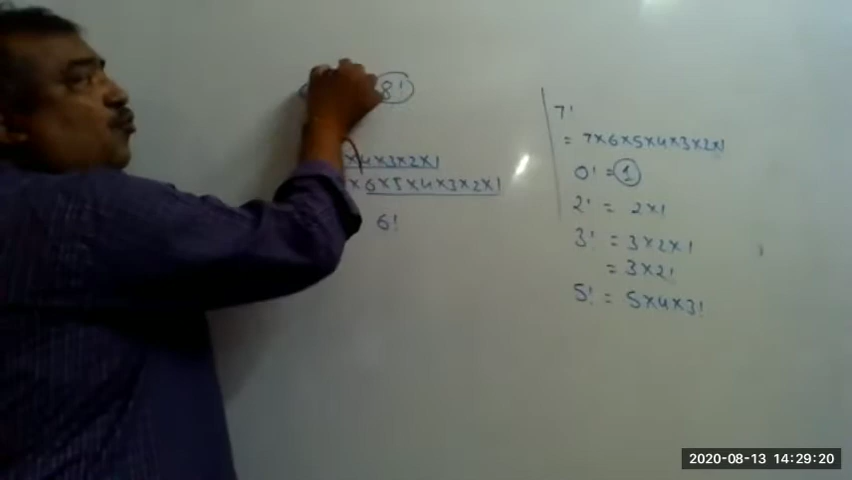 8!
×4×3×2×1
×6×5×4×3×2×1
6!
7!
= 7×6×5×4×3×2×1
0! = 1
2! = 2×1
3! = 3×2×1
= 3×2!
5! = 5×4×3!
2020-08-13 14:29:20